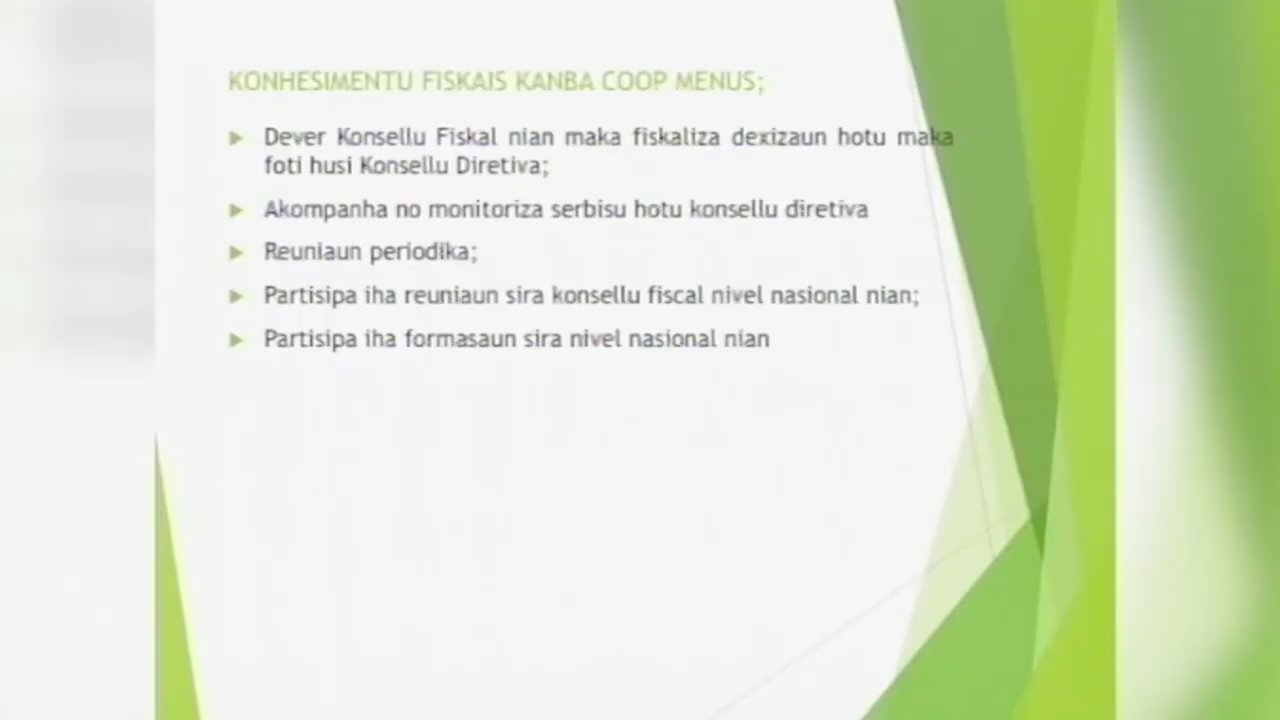 KONHESIMENTU FISKAIS KANBA COOP MENUS;
Dever Konsellu Fiskal nian maka fiskaliza dexizaun hotu maka
foti husi Konsellu Diretiva;
Akompanha no monitoriza serbisu hotu konsellu diretiva
Reuniaun periodika;
Partisipa iha reuniaun sira konsellu fiscal nivel nasional nian;
Partisipa iha formasaun sira nivel nasional nian